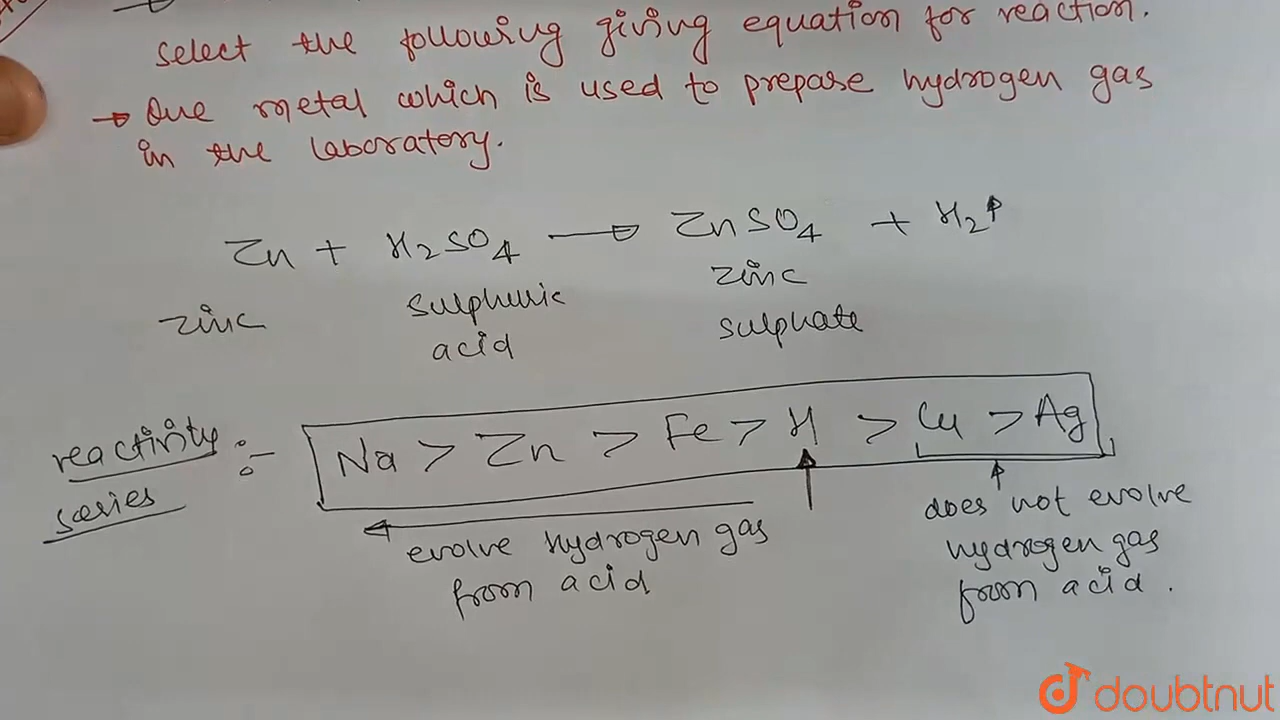 select the following giving equation for reaction.
→ One metal which is used to prepare hydrogen gas
in the laboratory.
Zn + H2SO4 → ZnSO4 + H2↑
zinc sulphuric acid zinc sulphate
reactivity series :- Na > Zn > Fe > H > Cu > Ag
evolve hydrogen gas
from acid
does not evolve
hydrogen gas
from acid.
doubtnut